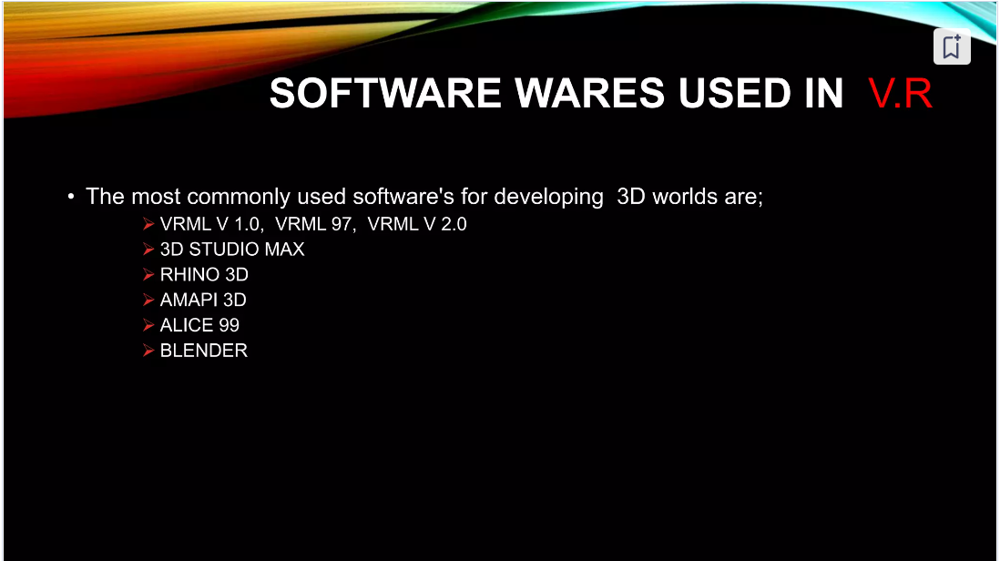 SOFTWARE WARES USED IN V.R
• The most commonly used software's for developing 3D worlds are;
➢ VRML V 1.0, VRML 97, VRML V 2.0
➢ 3D STUDIO MAX
➢ RHINO 3D
➢ AMAPI 3D
➢ ALICE 99
➢ BLENDER